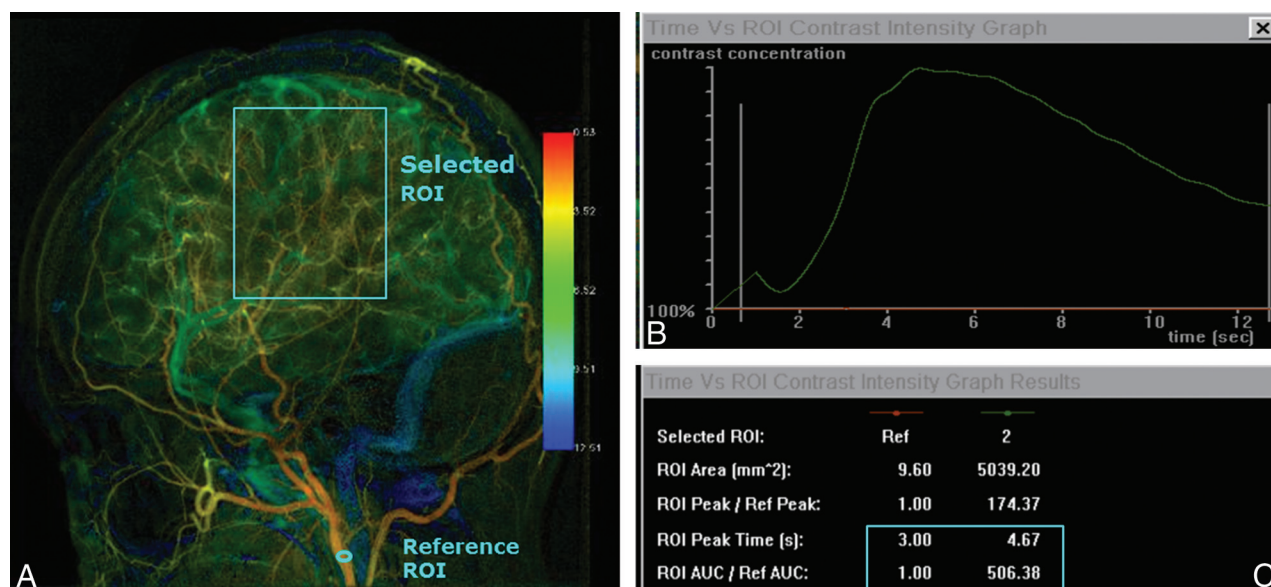 Selected
ROI
0.53
3.52
6.52
9.51
12.51
Reference
ROI
A
Time Vs ROI Contrast Intensity Graph
contrast concentration
100%
0 2 4 6 8 10 12
time (sec)
B
Time Vs ROI Contrast Intensity Graph Results
Selected ROI: Ref 2
ROI Area (mm^2): 9.60 5039.20
ROI Peak / Ref Peak: 1.00 174.37
ROI Peak Time (s): 3.00 4.67
ROI AUC / Ref AUC: 1.00 506.38
C